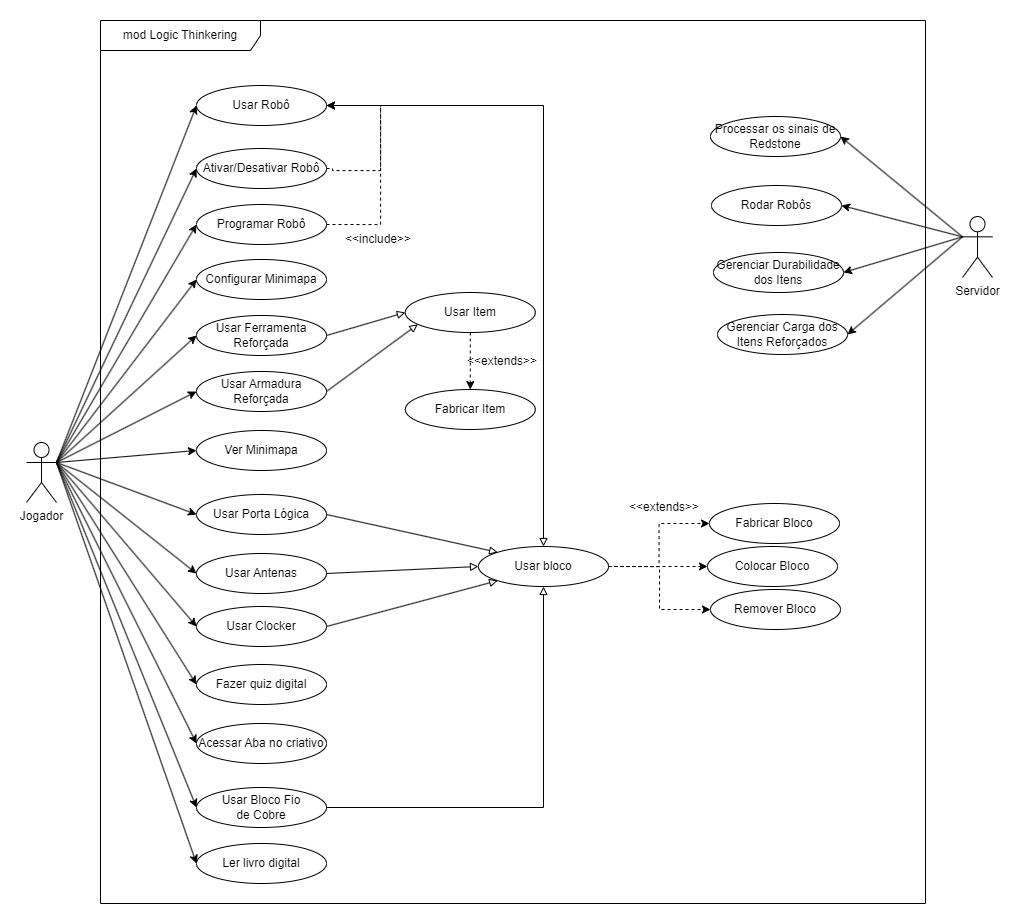 mod Logic Thinkering
Usar Robô
Ativar/Desativar Robô
Programar Robô
<<include>>
Configurar Minimapa
Usar Ferramenta
Reforçada
Usar Armadura
Reforçada
Ver Minimapa
Usar Porta Lógica
Usar Antenas
Usar Clocker
Fazer quiz digital
Acessar Aba no criativo
Usar Bloco Fio
de Cobre
Ler livro digital
Jogador
Usar Item
<<extends>>
Fabricar Item
Usar bloco
<<extends>>
Fabricar Bloco
Colocar Bloco
Remover Bloco
Processar os sinais de
Redstone
Rodar Robôs
Gerenciar Durabilidade
dos Itens
Gerenciar Carga dos
Itens Reforçados
Servidor